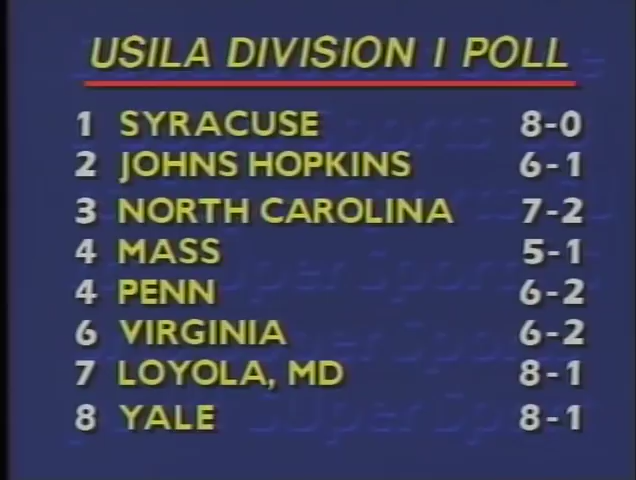 USILA DIVISION I POLL
1 SYRACUSE 8-0
2 JOHNS HOPKINS 6-1
3 NORTH CAROLINA 7-2
4 MASS 5-1
4 PENN 6-2
6 VIRGINIA 6-2
7 LOYOLA, MD 8-1
8 YALE 8-1